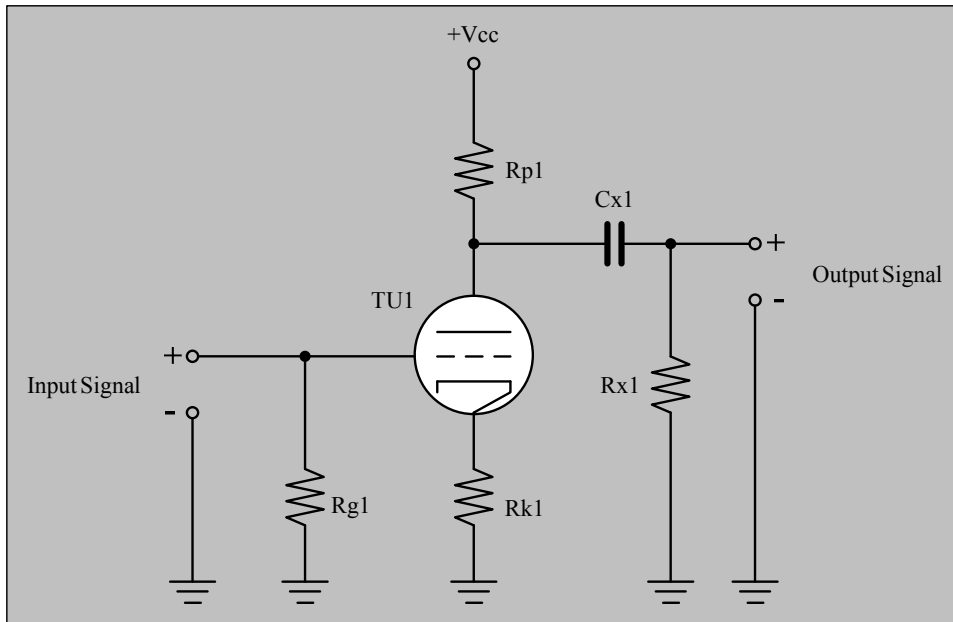 +Vcc
Rp1
Cx1
+
Output Signal
-
TU1
+
Input Signal
-
Rx1
Rg1
Rk1